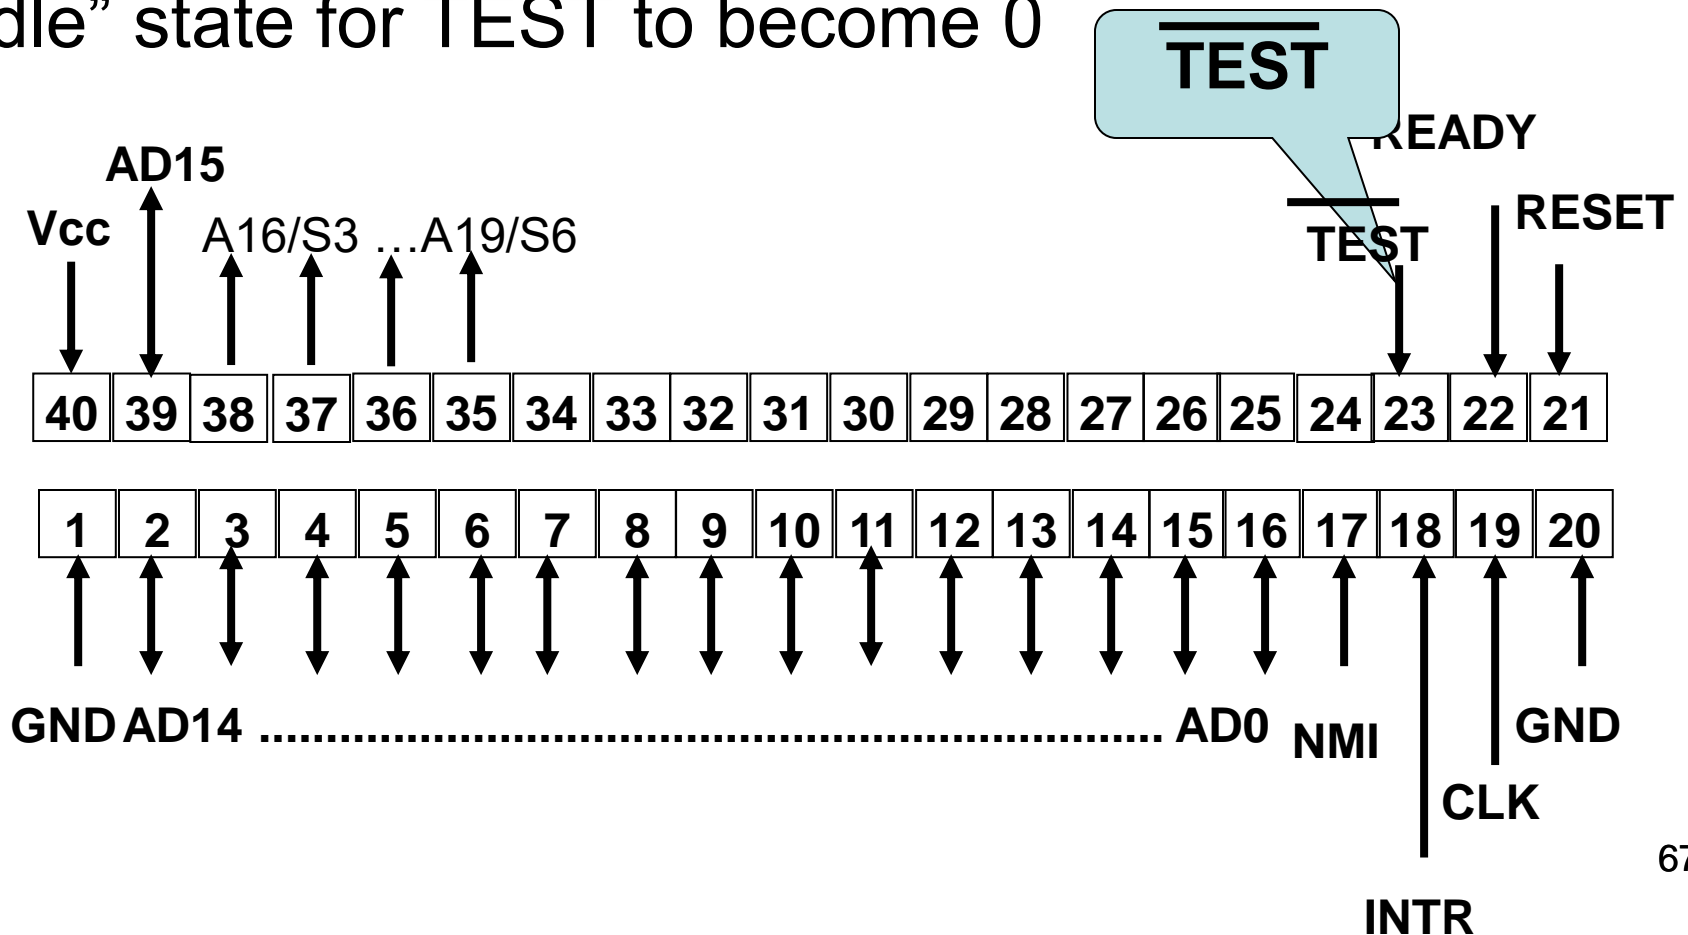 dle” state for TEST to become 0
TEST
READY
AD15
Vcc
A16/S3 …A19/S6
RESET
TEST
40 39 38 37 36 35 34 33 32 31 30 29 28 27 26 25 24 23 22 21
1 2 3 4 5 6 7 8 9 10 11 12 13 14 15 16 17 18 19 20
GND AD14 .................................................................... AD0 NMI GND
CLK
67
INTR